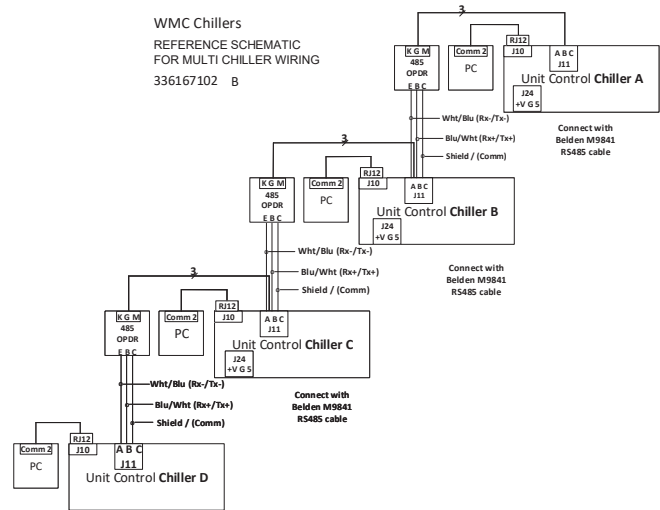 WMC Chillers
REFERENCE SCHEMATIC
FOR MULTI CHILLER WIRING
336167102 B
3
K G M
485
OPDR
E B C
Comm 2
PC
RJ12
J10
A B C
J11
Unit Control Chiller A
J24
+V G 5
Wht/Blu (Rx-/Tx-)
Blu/Wht (Rx+/Tx+)
Shield / (Comm)
Connect with
Belden M9841
RS485 cable
3
K G M
485
OPDR
E B C
Comm 2
PC
RJ12
J10
A B C
J11
Unit Control Chiller B
J24
+V G 5
Wht/Blu (Rx-/Tx-)
Blu/Wht (Rx+/Tx+)
Shield / (Comm)
Connect with
Belden M9841
RS485 cable
3
K G M
485
OPDR
E B C
Comm 2
PC
RJ12
J10
A B C
J11
Unit Control Chiller C
J24
+V G 5
Wht/Blu (Rx-/Tx-)
Blu/Wht (Rx+/Tx+)
Shield / (Comm)
Connect with
Belden M9841
RS485 cable
Comm 2
PC
RJ12
J10
A B C
J11
Unit Control Chiller D